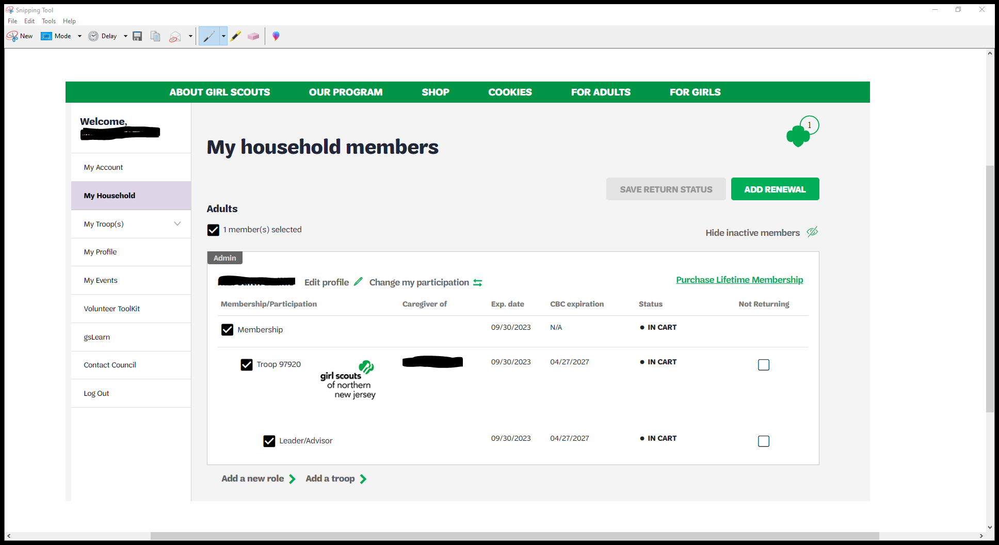 Snipping Tool
File Edit Tools Help
New Mode Delay
ABOUT GIRL SCOUTS OUR PROGRAM SHOP COOKIES FOR ADULTS FOR GIRLS
Welcome,
My Account
My Household
My Troop(s)
My Profile
My Events
Volunteer ToolKit
gsLearn
Contact Council
Log Out
1
My household members
SAVE RETURN STATUS ADD RENEWAL
Adults
1 member(s) selected
Hide inactive members
Admin
Edit profile Change my participation Purchase Lifetime Membership
Membership/Participation Caregiver of Exp. date CBC expiration Status Not Returning
Membership 09/30/2023 N/A IN CART
Troop 97920 09/30/2023 04/27/2027 IN CART
girl scouts
of northern
new jersey
Leader/Advisor 09/30/2023 04/27/2027 IN CART
Add a new role Add a troop